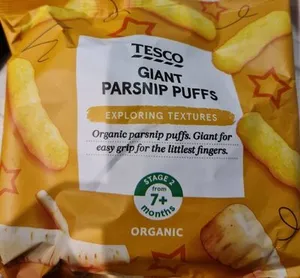 TESCO
GIANT
PARSNIP PUFFS
EXPLORING TEXTURES
Organic parsnip puffs. Giant for
easy grip for the littlest fingers.
STAGE 2
from
7+
months
ORGANIC